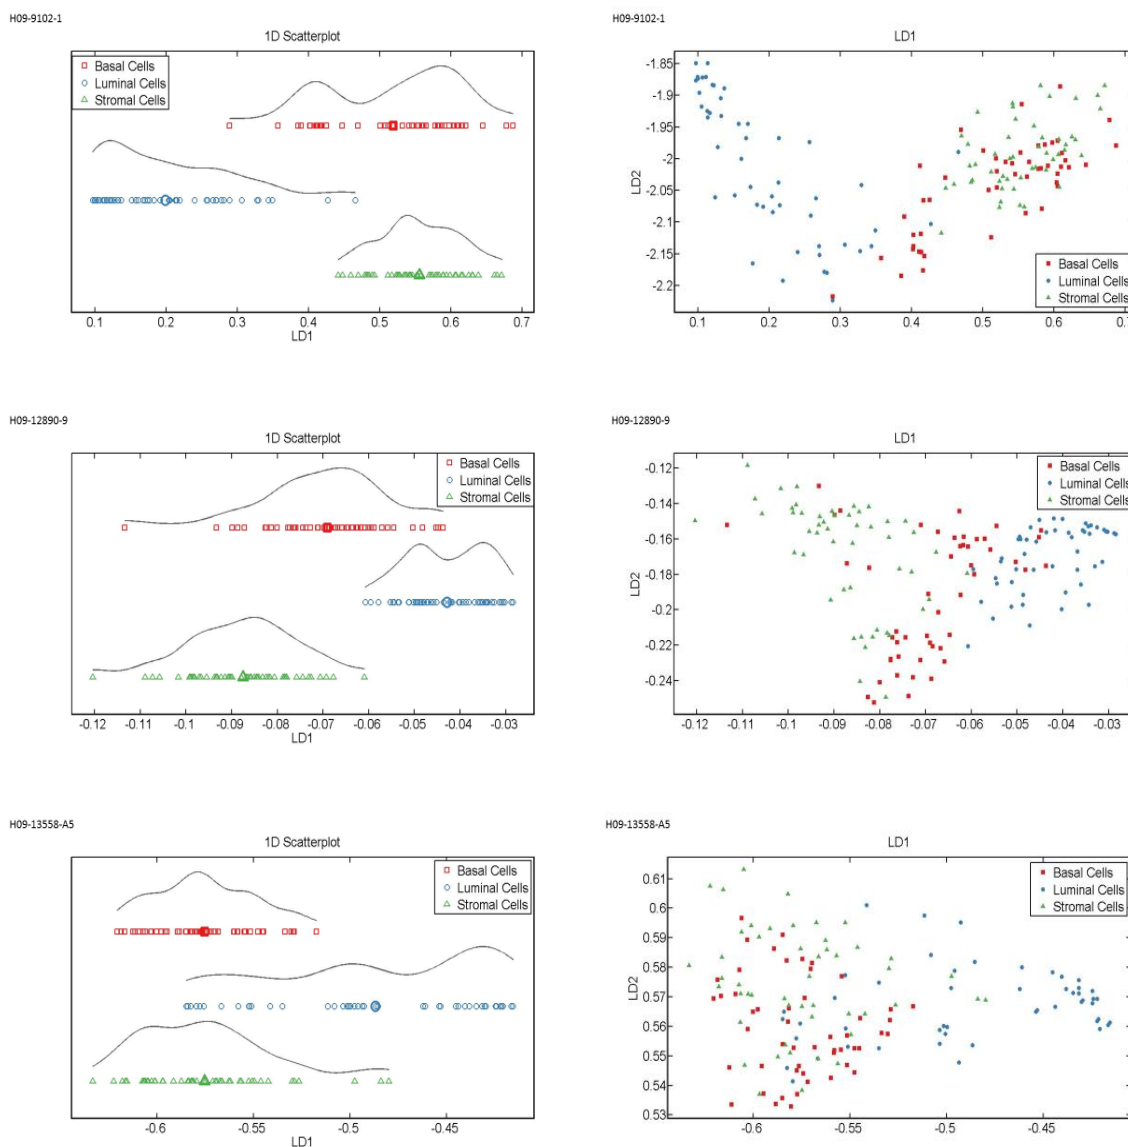 H09-9102-1
1D Scatterplot
Basal Cells
Luminal Cells
Stromal Cells
0.1 0.2 0.3 0.4 0.5 0.6 0.7
LD1
H09-9102-1
LD1
-1.85
-1.9
-1.95
-2
-2.05
-2.1
-2.15
-2.2
LD2
Basal Cells
Luminal Cells
Stromal Cells
0.1 0.2 0.3 0.4 0.5 0.6 0.7
H09-12890-9
1D Scatterplot
Basal Cells
Luminal Cells
Stromal Cells
-0.12 -0.11 -0.1 -0.09 -0.08 -0.07 -0.06 -0.05 -0.04 -0.03
LD1
H09-12890-9
LD1
-0.12
-0.14
-0.16
-0.18
-0.2
-0.22
-0.24
LD2
Basal Cells
Luminal Cells
Stromal Cells
-0.12 -0.11 -0.1 -0.09 -0.08 -0.07 -0.06 -0.05 -0.04 -0.03
H09-13558-A5
1D Scatterplot
Basal Cells
Luminal Cells
Stromal Cells
-0.6 -0.55 -0.5 -0.45
LD1
H09-13558-A5
LD1
0.61
0.6
0.59
0.58
0.57
0.56
0.55
0.54
0.53
LD2
Basal Cells
Luminal Cells
Stromal Cells
-0.6 -0.55 -0.5 -0.45